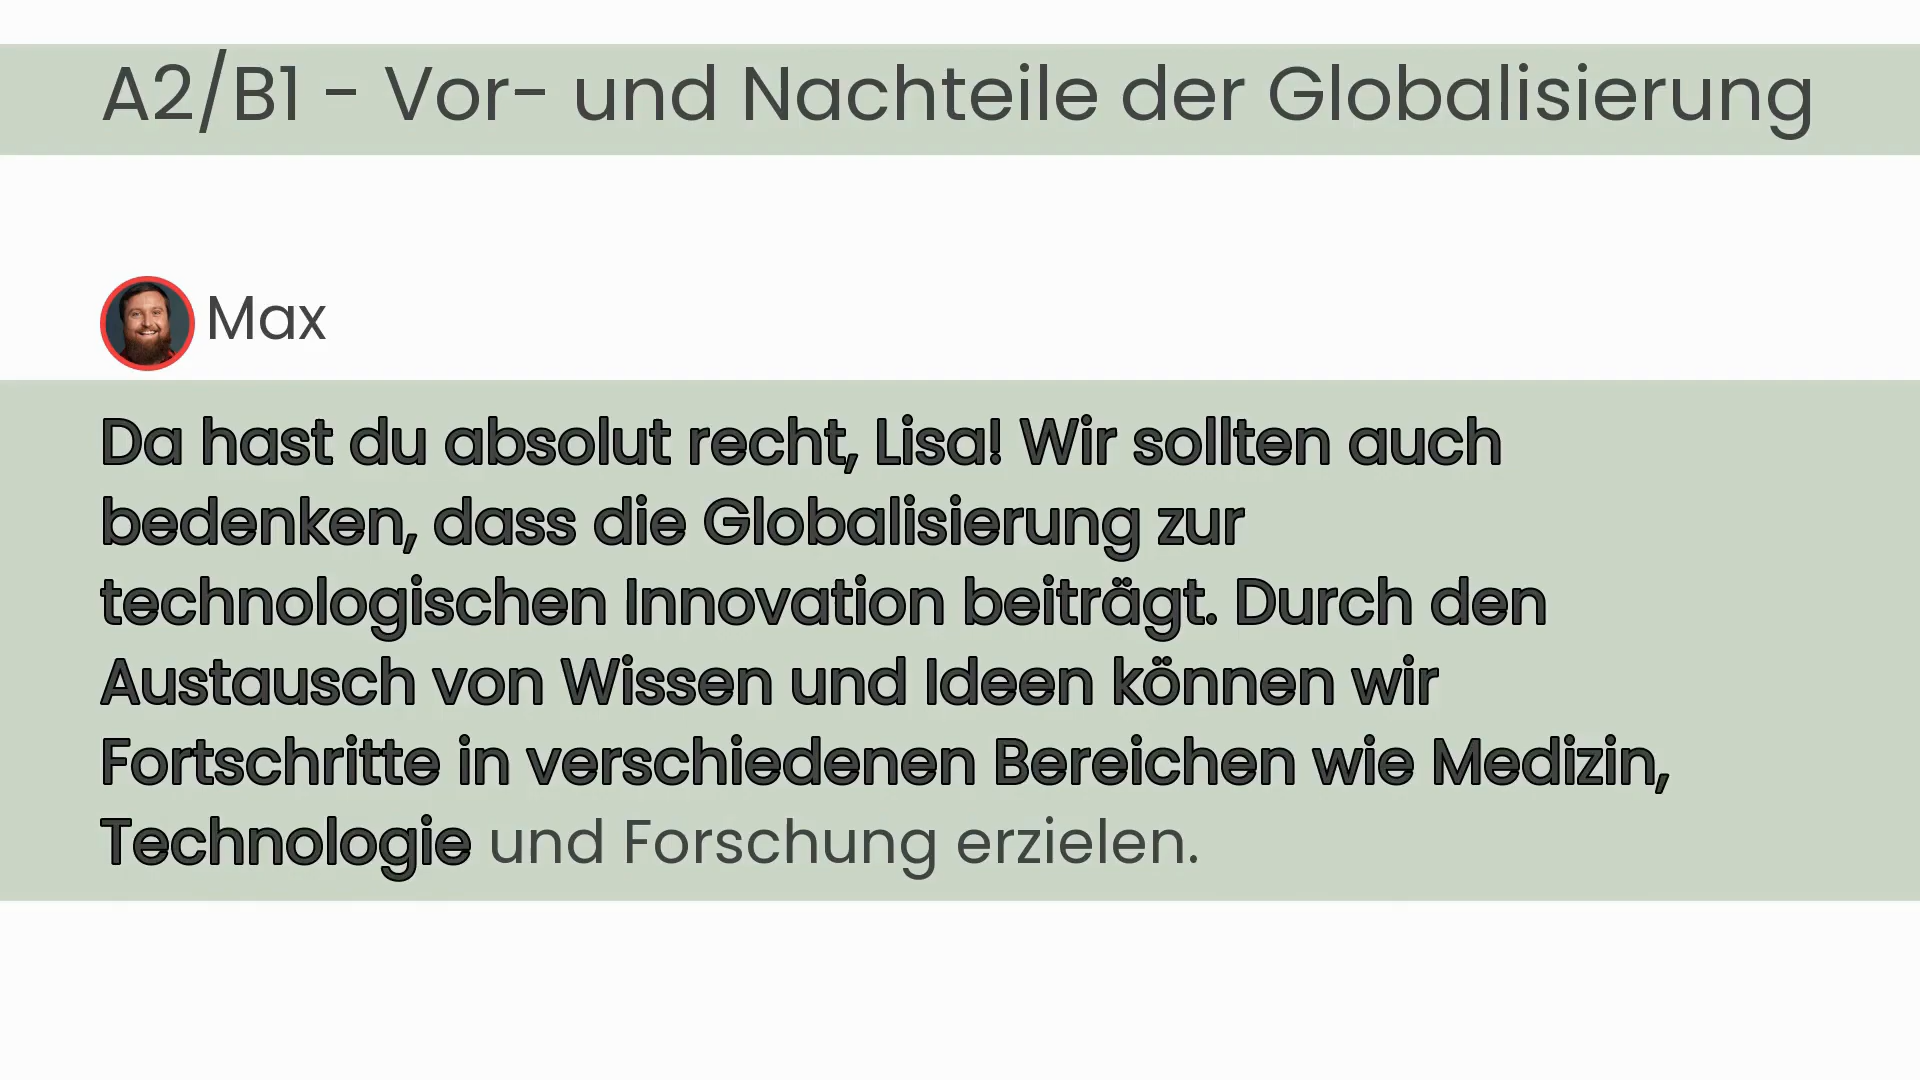 A2/B1 - Vor- und Nachteile der Globalisierung
Max
Da hast du absolut recht, Lisa! Wir sollten auch
bedenken, dass die Globalisierung zur
technologischen Innovation beiträgt. Durch den
Austausch von Wissen und Ideen können wir
Fortschritte in verschiedenen Bereichen wie Medizin,
Technologie und Forschung erzielen.